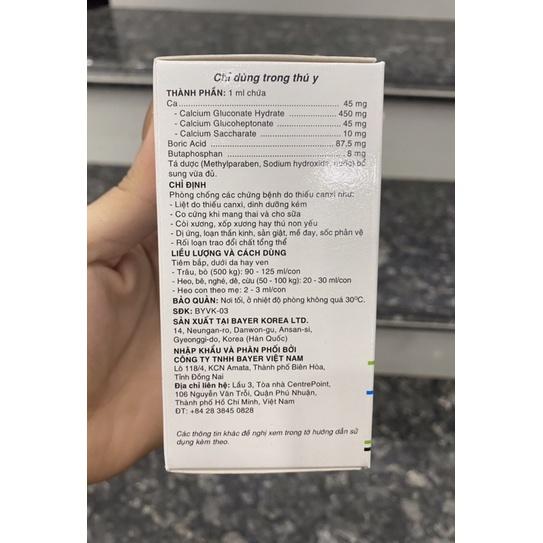 Chỉ dùng trong thú y
THÀNH PHẦN: 1 ml chứa
Ca........................................ 45 mg
- Calcium Gluconate Hydrate ............... 450 mg
- Calcium Glucoheptonate ................... 45 mg
- Calcium Saccharate ....................... 10 mg
Boric Acid ................................ 87,5 mg
Butaphosphan ............................... 8 mg
Tá dược (Methylparaben, Sodium hydroxide, nước) bổ
sung vừa đủ.
CHỈ ĐỊNH
Phòng chống các chứng bệnh do thiếu canxi như:
- Liệt do thiếu canxi, dinh dưỡng kém
- Co cứng khi mang thai và cho sữa
- Còi xương, xốp xương hay thú non yếu
- Dị ứng, loạn thần kinh, sản giật, mề đay, sốc phản vệ
- Rối loạn trao đổi chất tổng thể
LIỀU LƯỢNG VÀ CÁCH DÙNG
Tiêm bắp, dưới da hay ven
- Trâu, bò (500 kg): 90 - 125 ml/con
- Heo, bê, nghé, dê, cừu (50 - 100 kg): 20 - 30 ml/con
- Heo con theo mẹ: 2 - 3 ml/con
BẢO QUẢN: Nơi tối, ở nhiệt độ phòng không quá 30ºC.
SĐK: BYVK-03
SẢN XUẤT TẠI BAYER KOREA LTD.
14, Neungan-ro, Danwon-gu, Ansan-si,
Gyeonggi-do, Korea (Hàn Quốc)
NHẬP KHẨU VÀ PHÂN PHỐI BỞI
CÔNG TY TNHH BAYER VIỆT NAM
Lô 118/4, KCN Amata, Thành phố Biên Hòa,
Tỉnh Đồng Nai
Địa chỉ liên hệ: Lầu 3, Tòa nhà CentrePoint,
106 Nguyễn Văn Trỗi, Quận Phú Nhuận,
Thành phố Hồ Chí Minh, Việt Nam
ĐT: +84 28 3845 0828
Các thông tin khác đề nghị xem trong tờ hướng dẫn sử
dụng kèm theo.